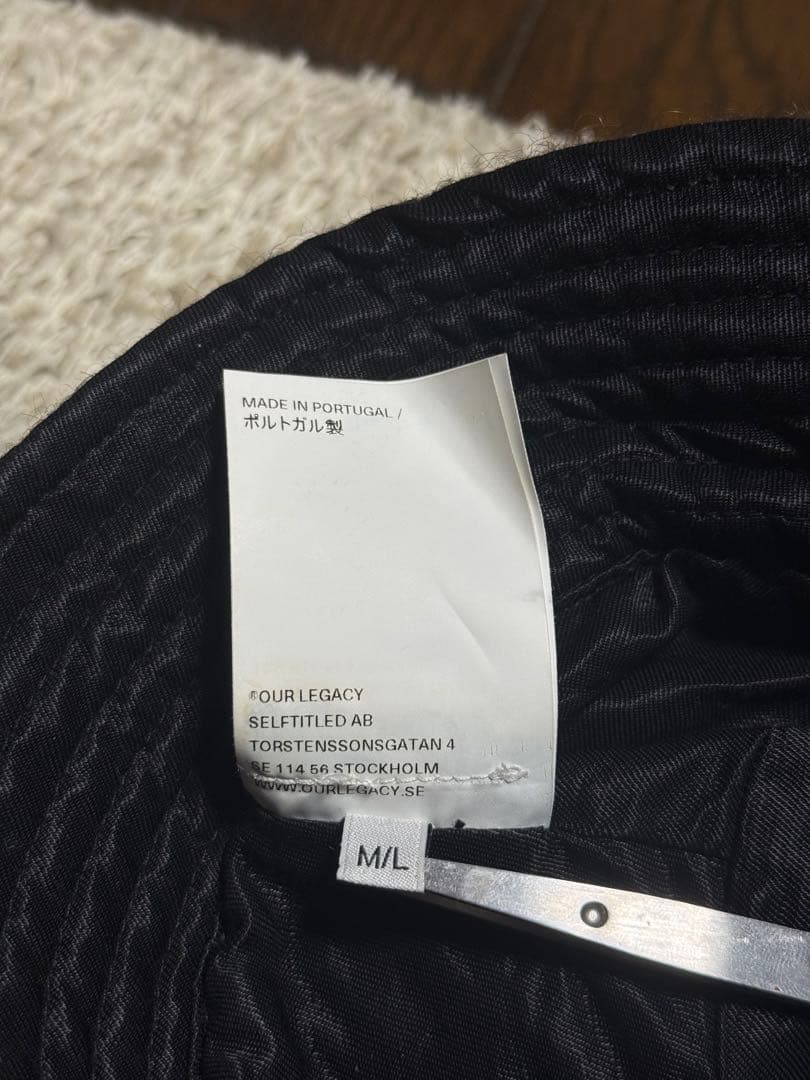 MADE IN PORTUGAL /
ポルトガル製
®OUR LEGACY
SELFTITLED AB
TORSTENSSONSGATAN 4
SE 114 56 STOCKHOLM
WWW.OURLEGACY.SE
M/L